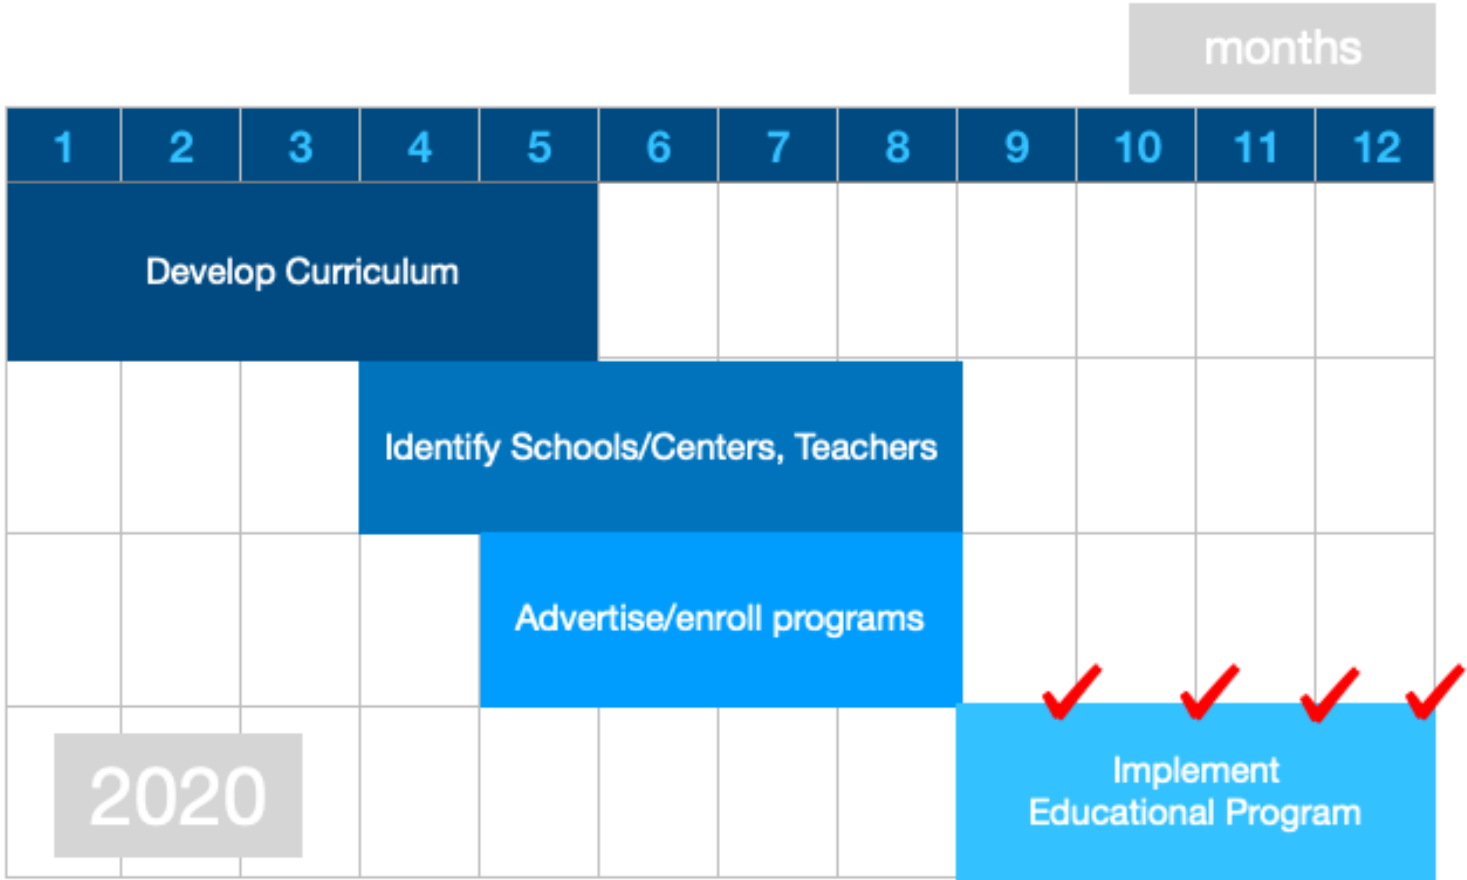 months
1 2 3 4 5 6 7 8 9 10 11 12
Develop Curriculum
Identify Schools/Centers, Teachers
Advertise/enroll programs
2020
Implement
Educational Program